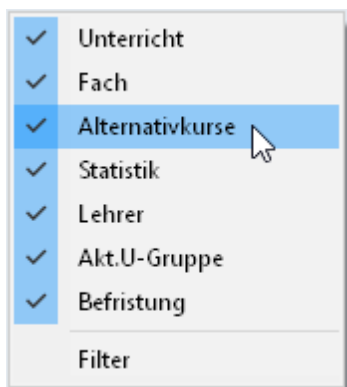 Unterricht
Fach
Alternativkurse
Statistik
Lehrer
Akt.U-Gruppe
Befristung
Filter